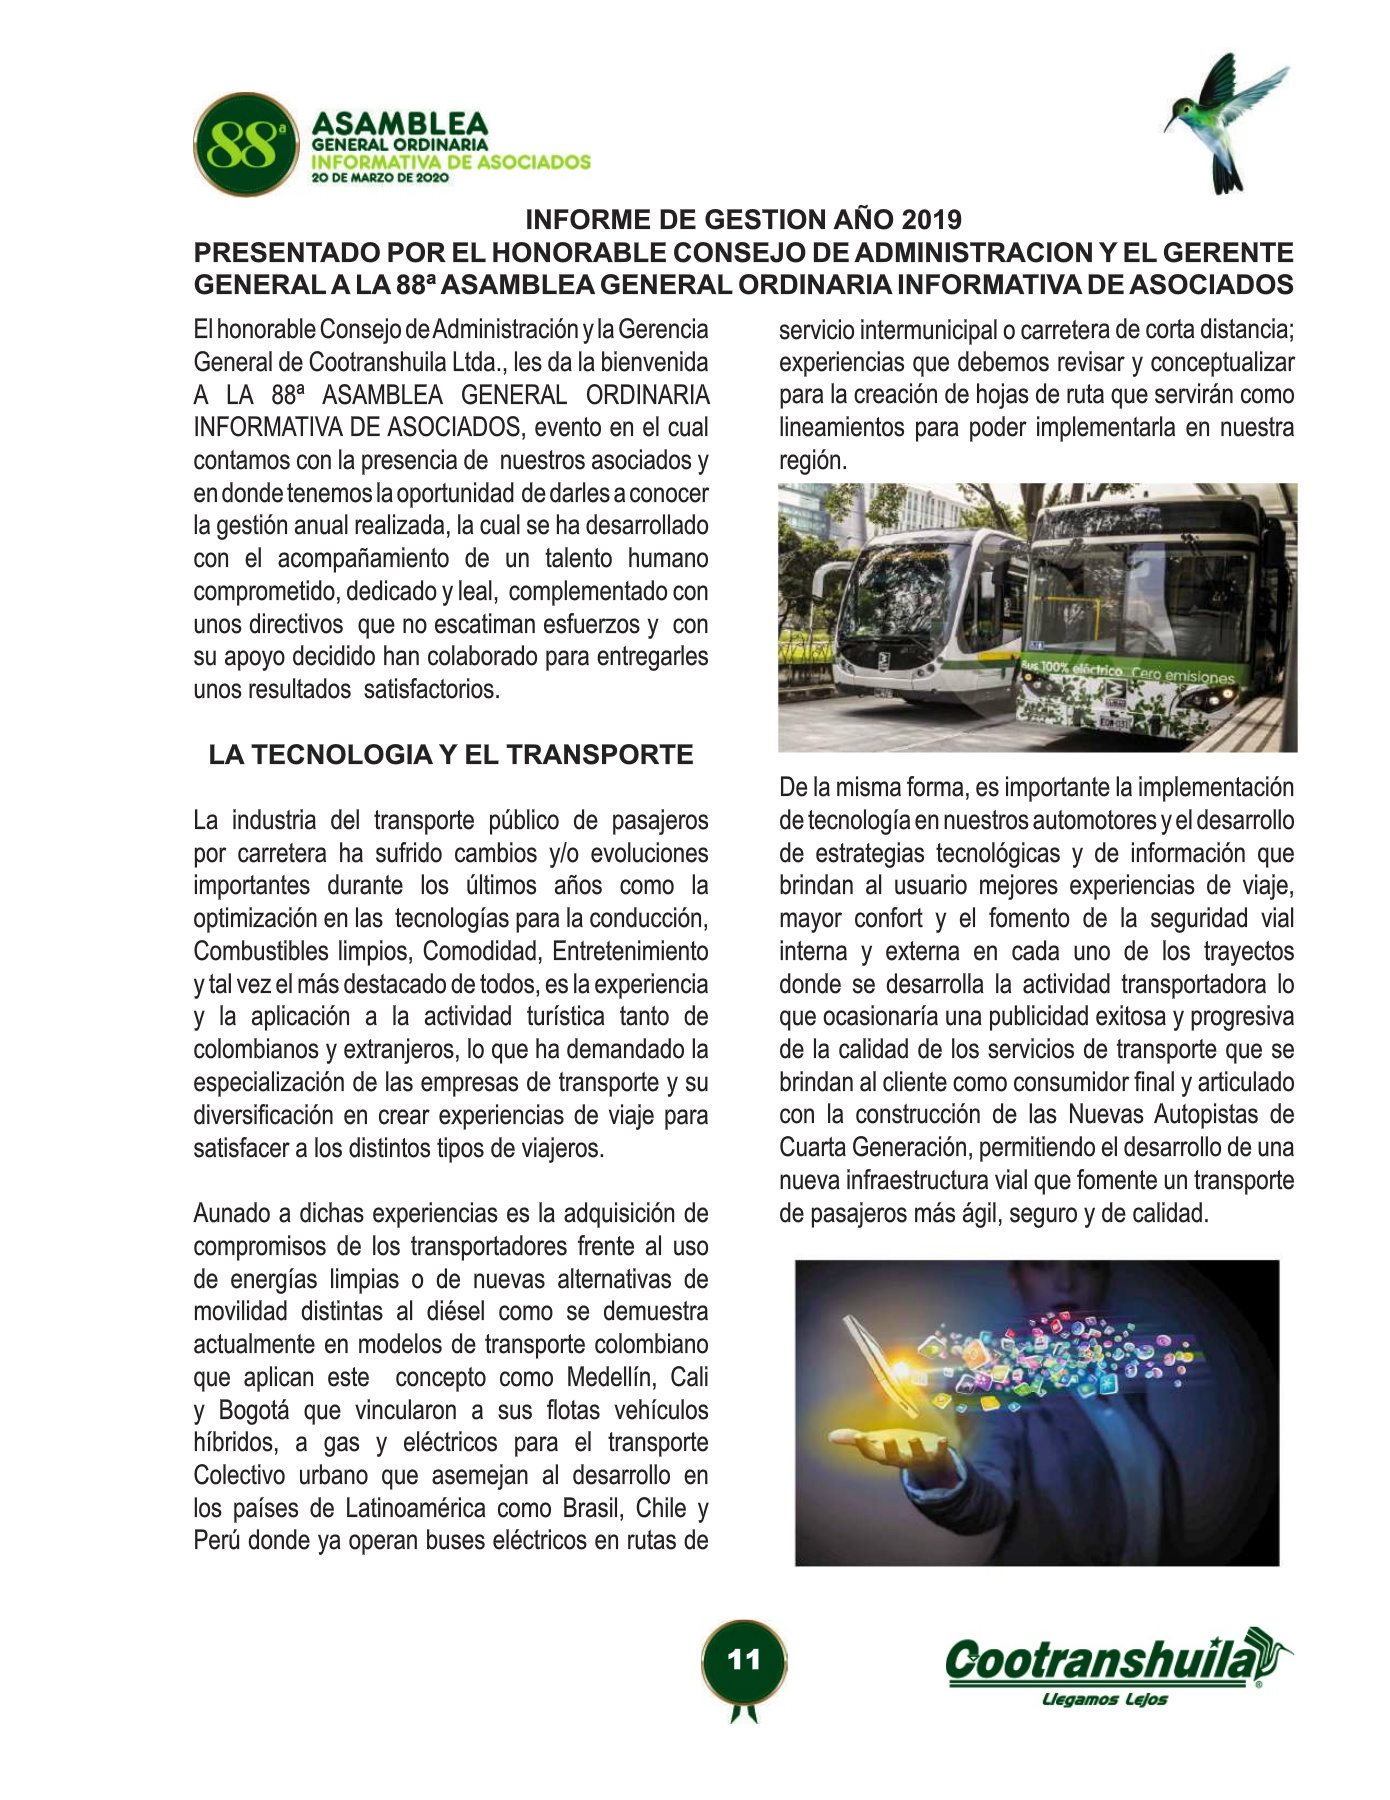 88ª
ASAMBLEA
GENERAL ORDINARIA
INFORMATIVA DE ASOCIADOS
20 DE MARZO DE 2020
INFORME DE GESTION AÑO 2019
PRESENTADO POR EL HONORABLE CONSEJO DE ADMINISTRACION Y EL GERENTE
GENERAL A LA 88ª ASAMBLEA GENERAL ORDINARIA INFORMATIVA DE ASOCIADOS
El honorable Consejo de Administración y la Gerencia
General de Cootranshuila Ltda., les da la bienvenida
A LA 88ª ASAMBLEA GENERAL ORDINARIA
INFORMATIVA DE ASOCIADOS, evento en el cual
contamos con la presencia de nuestros asociados y
en donde tenemos la oportunidad de darles a conocer
la gestión anual realizada, la cual se ha desarrollado
con el acompañamiento de un talento humano
comprometido, dedicado y leal, complementado con
unos directivos que no escatiman esfuerzos y con
su apoyo decidido han colaborado para entregarles
unos resultados satisfactorios.
LA TECNOLOGIA Y EL TRANSPORTE
La industria del transporte público de pasajeros
por carretera ha sufrido cambios y/o evoluciones
importantes durante los últimos años como la
optimización en las tecnologías para la conducción,
Combustibles limpios, Comodidad, Entretenimiento
y tal vez el más destacado de todos, es la experiencia
y la aplicación a la actividad turística tanto de
colombianos y extranjeros, lo que ha demandado la
especialización de las empresas de transporte y su
diversificación en crear experiencias de viaje para
satisfacer a los distintos tipos de viajeros.
Aunado a dichas experiencias es la adquisición de
compromisos de los transportadores frente al uso
de energías limpias o de nuevas alternativas de
movilidad distintas al diésel como se demuestra
actualmente en modelos de transporte colombiano
que aplican este concepto como Medellín, Cali
y Bogotá que vincularon a sus flotas vehículos
híbridos, a gas y eléctricos para el transporte
Colectivo urbano que asemejan al desarrollo en
los países de Latinoamérica como Brasil, Chile y
Perú donde ya operan buses eléctricos en rutas de
servicio intermunicipal o carretera de corta distancia;
experiencias que debemos revisar y conceptualizar
para la creación de hojas de ruta que servirán como
lineamientos para poder implementarla en nuestra
región.
Bus 100% eléctrico Cero emisiones
De la misma forma, es importante la implementación
de tecnología en nuestros automotores y el desarrollo
de estrategias tecnológicas y de información que
brindan al usuario mejores experiencias de viaje,
mayor confort y el fomento de la seguridad vial
interna y externa en cada uno de los trayectos
donde se desarrolla la actividad transportadora lo
que ocasionaría una publicidad exitosa y progresiva
de la calidad de los servicios de transporte que se
brindan al cliente como consumidor final y articulado
con la construcción de las Nuevas Autopistas de
Cuarta Generación, permitiendo el desarrollo de una
nueva infraestructura vial que fomente un transporte
de pasajeros más ágil, seguro y de calidad.
11
Cootranshuila®
Llegamos Lejos